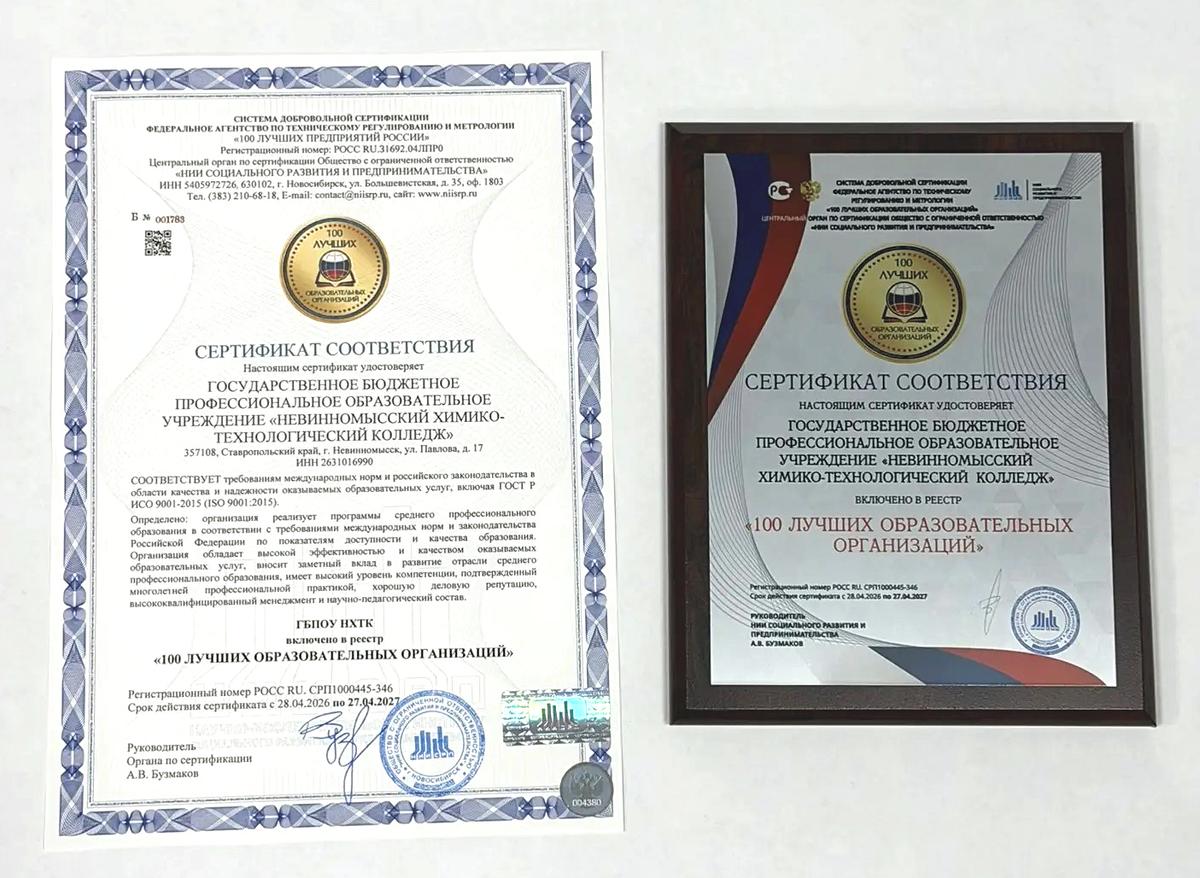 СИСТЕМА ДОБРОВОЛЬНОЙ СЕРТИФИКАЦИИ
ФЕДЕРАЛЬНОЕ АГЕНТСТВО ПО ТЕХНИЧЕСКОМУ РЕГУЛИРОВАНИЮ И МЕТРОЛОГИИ
«100 ЛУЧШИХ ПРЕДПРИЯТИЙ РОССИИ»
Регистрационный номер: РОСС RU.31692.04ЛПР0
Центральный орган по сертификации Общество с ограниченной ответственностью
«НИИ СОЦИАЛЬНОГО РАЗВИТИЯ И ПРЕДПРИНИМАТЕЛЬСТВА»
ИНН 5405972726, 630102, г. Новосибирск, ул. Большевистская, д. 35, оф. 1803
Тел. (383) 210-68-18, E-mail: contact@niisrp.ru, сайт: www.niisrp.ru
Б № 001783
100
ЛУЧШИХ
ОБРАЗОВАТЕЛЬНЫХ
ОРГАНИЗАЦИЙ
СЕРТИФИКАТ СООТВЕТСТВИЯ
Настоящим сертификат удостоверяет
ГОСУДАРСТВЕННОЕ БЮДЖЕТНОЕ
ПРОФЕССИОНАЛЬНОЕ ОБРАЗОВАТЕЛЬНОЕ
УЧРЕЖДЕНИЕ «НЕВИННОМЫССКИЙ ХИМИКО-
ТЕХНОЛОГИЧЕСКИЙ КОЛЛЕДЖ»
357108, Ставропольский край, г. Невинномысск, ул. Павлова, д. 17
ИНН 2631016990
СООТВЕТСТВУЕТ требованиям международных норм и российского законодательства в
области качества и надежности оказываемых образовательных услуг, включая ГОСТ Р
ИСО 9001-2015 (ISO 9001:2015).
Определено: организация реализует программы среднего профессионального
образования в соответствии с требованиями международных норм и законодательства
Российской Федерации по показателям доступности и качества образования.
Организация обладает высокой эффективностью и качеством оказываемых
образовательных услуг, вносит заметный вклад в развитие отрасли среднего
профессионального образования, имеет высокий уровень компетенции, подтвержденный
многолетней профессиональной практикой, хорошую деловую репутацию,
высококвалифицированный менеджмент и научно-педагогический состав.
ГБПОУ НХТК
включено в реестр
«100 ЛУЧШИХ ОБРАЗОВАТЕЛЬНЫХ ОРГАНИЗАЦИЙ»
Регистрационный номер РОСС RU. СРП1000445-346
Срок действия сертификата с 28.04.2026 по 27.04.2027
Руководитель
Органа по сертификации
А.В. Бузмаков
004380
СИСТЕМА ДОБРОВОЛЬНОЙ СЕРТИФИКАЦИИ
ФЕДЕРАЛЬНОЕ АГЕНТСТВО ПО ТЕХНИЧЕСКОМУ
РЕГУЛИРОВАНИЮ И МЕТРОЛОГИИ
«100 ЛУЧШИХ ОБРАЗОВАТЕЛЬНЫХ ОРГАНИЗАЦИЙ»
ЦЕНТРАЛЬНЫЙ ОРГАН ПО СЕРТИФИКАЦИИ ОБЩЕСТВО С ОГРАНИЧЕННОЙ ОТВЕТСТВЕННОСТЬЮ
«НИИ СОЦИАЛЬНОГО РАЗВИТИЯ И ПРЕДПРИНИМАТЕЛЬСТВА»
100
ЛУЧШИХ
ОБРАЗОВАТЕЛЬНЫХ
ОРГАНИЗАЦИЙ
СЕРТИФИКАТ СООТВЕТСТВИЯ
НАСТОЯЩИМ СЕРТИФИКАТ УДОСТОВЕРЯЕТ
ГОСУДАРСТВЕННОЕ БЮДЖЕТНОЕ
ПРОФЕССИОНАЛЬНОЕ ОБРАЗОВАТЕЛЬНОЕ
УЧРЕЖДЕНИЕ «НЕВИННОМЫССКИЙ
ХИМИКО-ТЕХНОЛОГИЧЕСКИЙ КОЛЛЕДЖ»
ВКЛЮЧЕНО В РЕЕСТР
«100 ЛУЧШИХ ОБРАЗОВАТЕЛЬНЫХ
ОРГАНИЗАЦИЙ»
Регистрационный номер РОСС RU. СРП1000445-346
Срок действия сертификата с 28.04.2026 по 27.04.2027
РУКОВОДИТЕЛЬ
НИИ СОЦИАЛЬНОГО РАЗВИТИЯ И
ПРЕДПРИНИМАТЕЛЬСТВА
А.В. БУЗМАКОВ